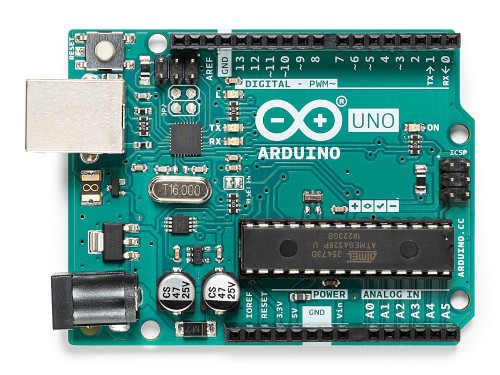 RESET
AREF
GND
13
12
~11
~10
~9
8
7
~6
~5
4
~3
2
TX→1
RX←0
DIGITAL - PWM~
L
TX
RX
® UNO
ARDUINO
ON
ICSP
T16.000
ATMEL
ATMEGA328P U
ARDUINO.CC
CS
47
25V
CS
47
25V
POWER
ANALOG IN
IOREF
RESET
3.3V
5V
GND
Vin
A0
A1
A2
A3
A4
A5